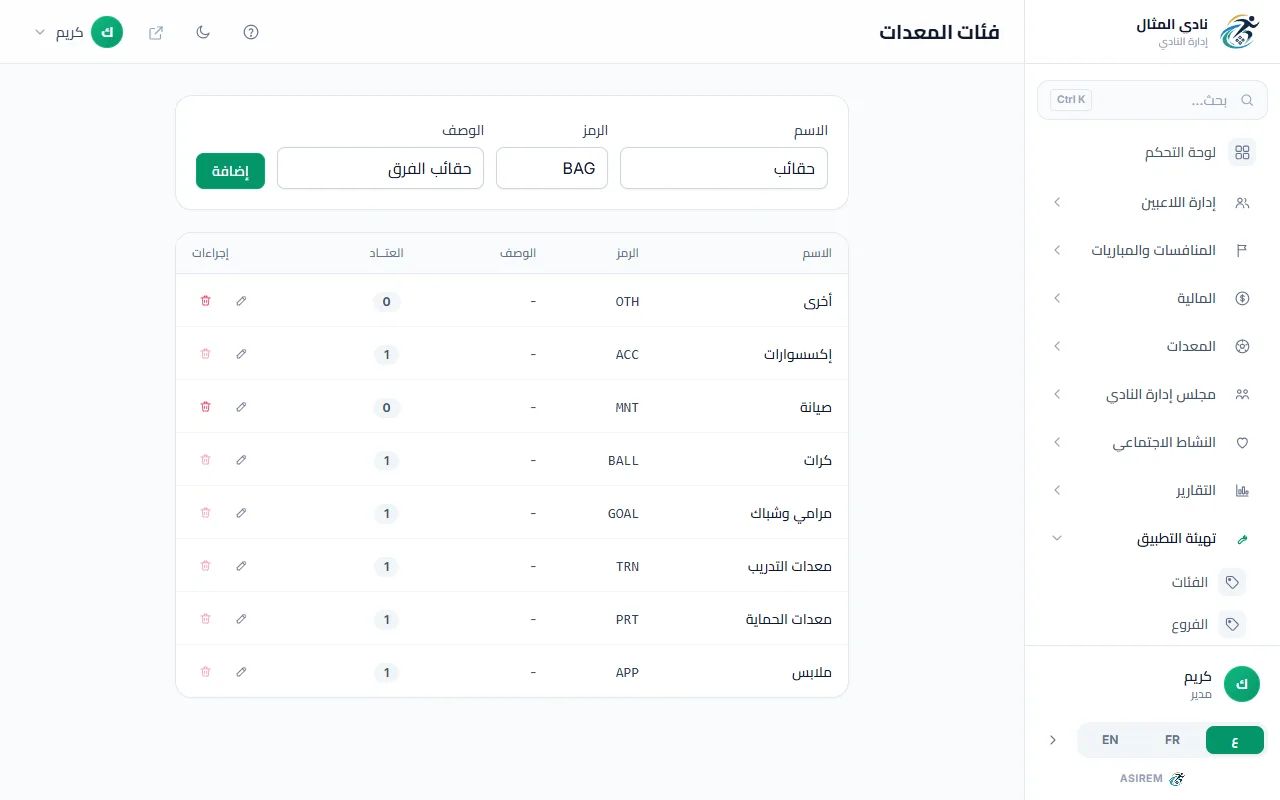 نادي المثال
إدارة النادي
بحث...
Ctrl K
لوحة التحكم
إدارة اللاعبين
المنافسات والمباريات
المالية
المعدات
مجلس إدارة النادي
النشاط الاجتماعي
التقارير
تهيئة التطبيق
الفئات
الفروع
ك
كريم
مدير
ع FR EN
ASIREM
فئات المعدات
ك كريم
الاسم الرمز الوصف
حقائب BAG حقائب الفرق إضافة
الاسم الرمز الوصف العتــاد إجراءات
أخرى OTH - 0
إكسسوارات ACC - 1
صيانة MNT - 0
كرات BALL - 1
مرامي وشباك GOAL - 1
معدات التدريب TRN - 1
معدات الحماية PRT - 1
ملابس APP - 1